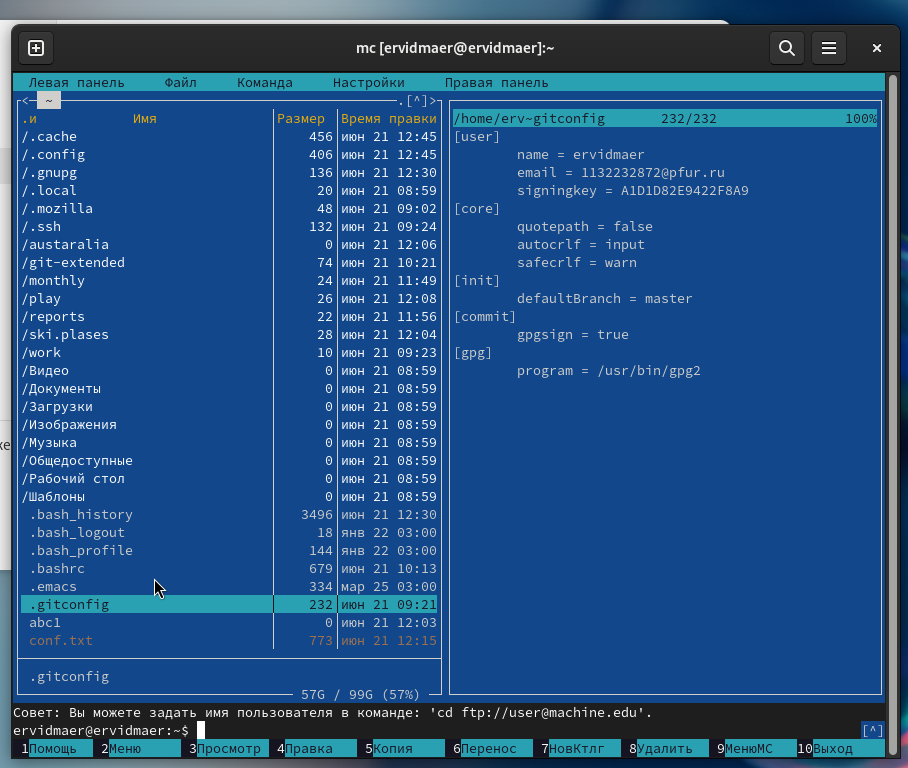 mc [ervidmaer@ervidmaer]:~
Левая панель Файл Команда Настройки Правая панель
<─ ~ .[^]>
.и Имя Размер Время правки
/.cache 456 июн 21 12:45
/.config 406 июн 21 12:45
/.gnupg 136 июн 21 12:30
/.local 20 июн 21 08:59
/.mozilla 48 июн 21 09:02
/.ssh 132 июн 21 09:24
/austaralia 0 июн 21 12:06
/git-extended 74 июн 21 10:21
/monthly 24 июн 21 11:49
/play 26 июн 21 12:08
/reports 22 июн 21 11:56
/ski.plases 28 июн 21 12:04
/work 10 июн 21 09:23
/Видео 0 июн 21 08:59
/Документы 0 июн 21 08:59
/Загрузки 0 июн 21 08:59
/Изображения 0 июн 21 08:59
/Музыка 0 июн 21 08:59
/Общедоступные 0 июн 21 08:59
/Рабочий стол 0 июн 21 08:59
/Шаблоны 0 июн 21 08:59
.bash_history 3496 июн 21 12:30
.bash_logout 18 янв 22 03:00
.bash_profile 144 янв 22 03:00
.bashrc 679 июн 21 10:13
.emacs 334 мар 25 03:00
.gitconfig 232 июн 21 09:21
abc1 0 июн 21 12:03
conf.txt 773 июн 21 12:15
.gitconfig
57G / 99G (57%)
/home/erv~gitconfig 232/232 100%
[user]
name = ervidmaer
email = 1132232872@pfur.ru
signingkey = A1D1D82E9422F8A9
[core]
quotepath = false
autocrlf = input
safecrlf = warn
[init]
defaultBranch = master
[commit]
gpgsign = true
[gpg]
program = /usr/bin/gpg2
Совет: Вы можете задать имя пользователя в команде: 'cd ftp://user@machine.edu'.
ervidmaer@ervidmaer:~$ [^]
1Помощь 2Меню 3Просмотр 4Правка 5Копия 6Перенос 7НовКтлг 8Удалить 9МенюМС 10Выход